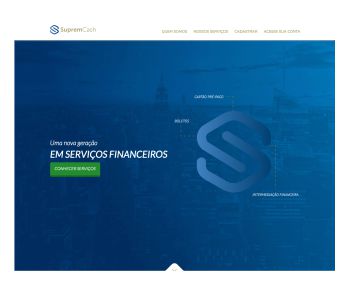 SupremCach
QUEM SOMOS NOSSOS SERVIÇOS CADASTRAR ACESSE SUA CONTA
CARTÃO PRÉ-PAGO
BOLETOS
Uma nova geração
EM SERVIÇOS FINANCEIROS
CONHECER SERVIÇOS
INTERMEDIAÇÃO FINANCEIRA